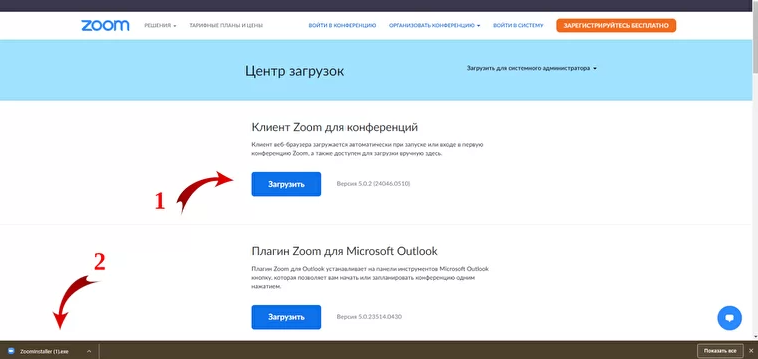 zoom РЕШЕНИЯ ТАРИФНЫЕ ПЛАНЫ И ЦЕНЫ ВОЙТИ В КОНФЕРЕНЦИЮ ОРГАНИЗОВАТЬ КОНФЕРЕНЦИЮ ВОЙТИ В СИСТЕМУ ЗАРЕГИСТРИРУЙТЕСЬ БЕСПЛАТНО
Центр загрузок Загрузить для системного администратора
Клиент Zoom для конференций
Клиент веб-браузера загружается автоматически при запуске или входе в первую
конференцию Zoom, а также доступен для загрузки вручную здесь.
1 Загрузить Версия 5.0.2 (24046.0510)
Плагин Zoom для Microsoft Outlook
2 Плагин Zoom для Outlook устанавливает на панели инструментов Microsoft Outlook
кнопку, которая позволяет вам начать или запланировать конференцию одним
нажатием.
Загрузить Версия 5.0.23514.0430
ZoomInstaller (1).exe Показать все